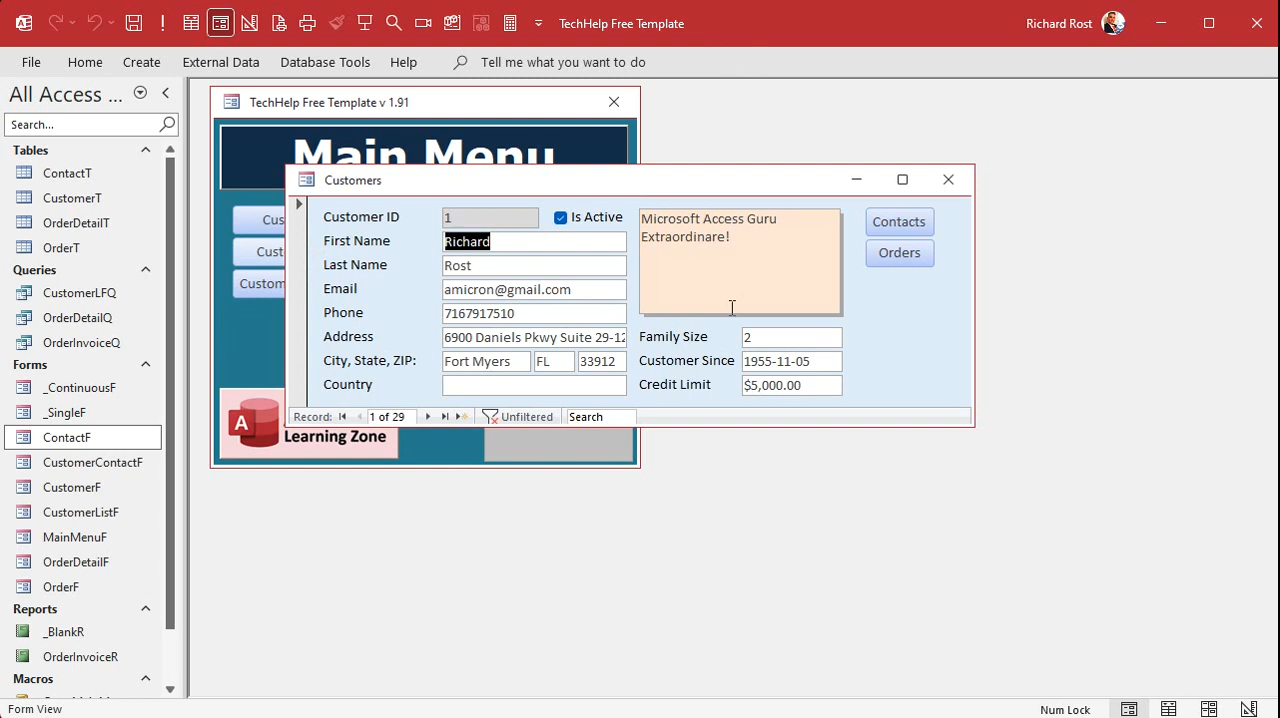 TechHelp Free Template
Richard Rost
File
Home
Create
External Data
Database Tools
Help
Tell me what you want to do
All Access ...
Search...
Tables
ContactT
CustomerT
OrderDetailT
OrderT
Queries
CustomerLFQ
OrderDetailQ
OrderInvoiceQ
Forms
_ContinuousF
_SingleF
ContactF
CustomerContactF
CustomerF
CustomerListF
MainMenuF
OrderDetailF
OrderF
Reports
_BlankR
OrderInvoiceR
Macros
TechHelp Free Template v 1.91
Main Menu
Cus
Cust
Custom
A
Learning Zone
Customers
Customer ID 1 Is Active
First Name Richard
Last Name Rost
Email amicron@gmail.com
Phone 7167917510
Address 6900 Daniels Pkwy Suite 29-12
City, State, ZIP: Fort Myers FL 33912
Country
Microsoft Access Guru
Extraordinare!
Family Size 2
Customer Since 1955-11-05
Credit Limit $5,000.00
Contacts
Orders
Record: 1 of 29 Unfiltered Search
Form View
Num Lock